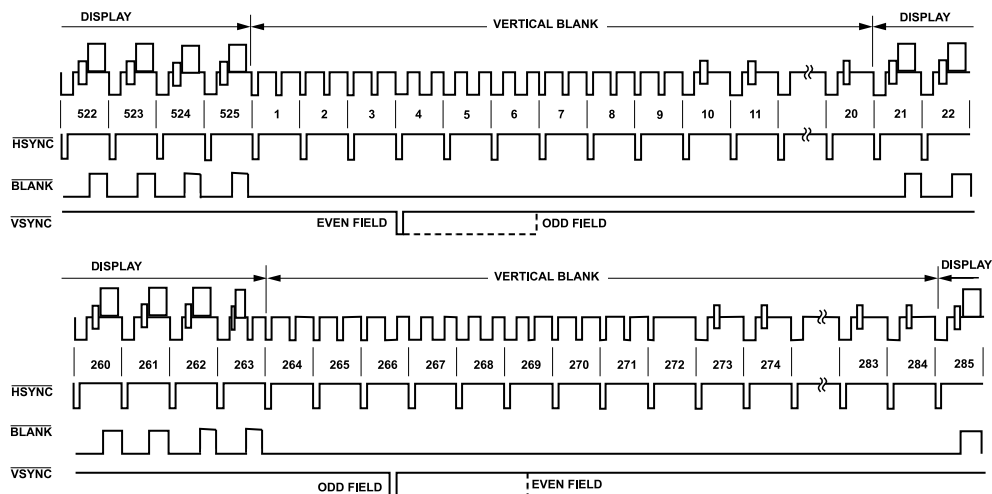 DISPLAY VERTICAL BLANK DISPLAY
522 523 524 525 1 2 3 4 5 6 7 8 9 10 11 20 21 22
HSYNC
BLANK
VSYNC EVEN FIELD ODD FIELD
DISPLAY VERTICAL BLANK DISPLAY
260 261 262 263 264 265 266 267 268 269 270 271 272 273 274 283 284 285
HSYNC
BLANK
VSYNC ODD FIELD EVEN FIELD